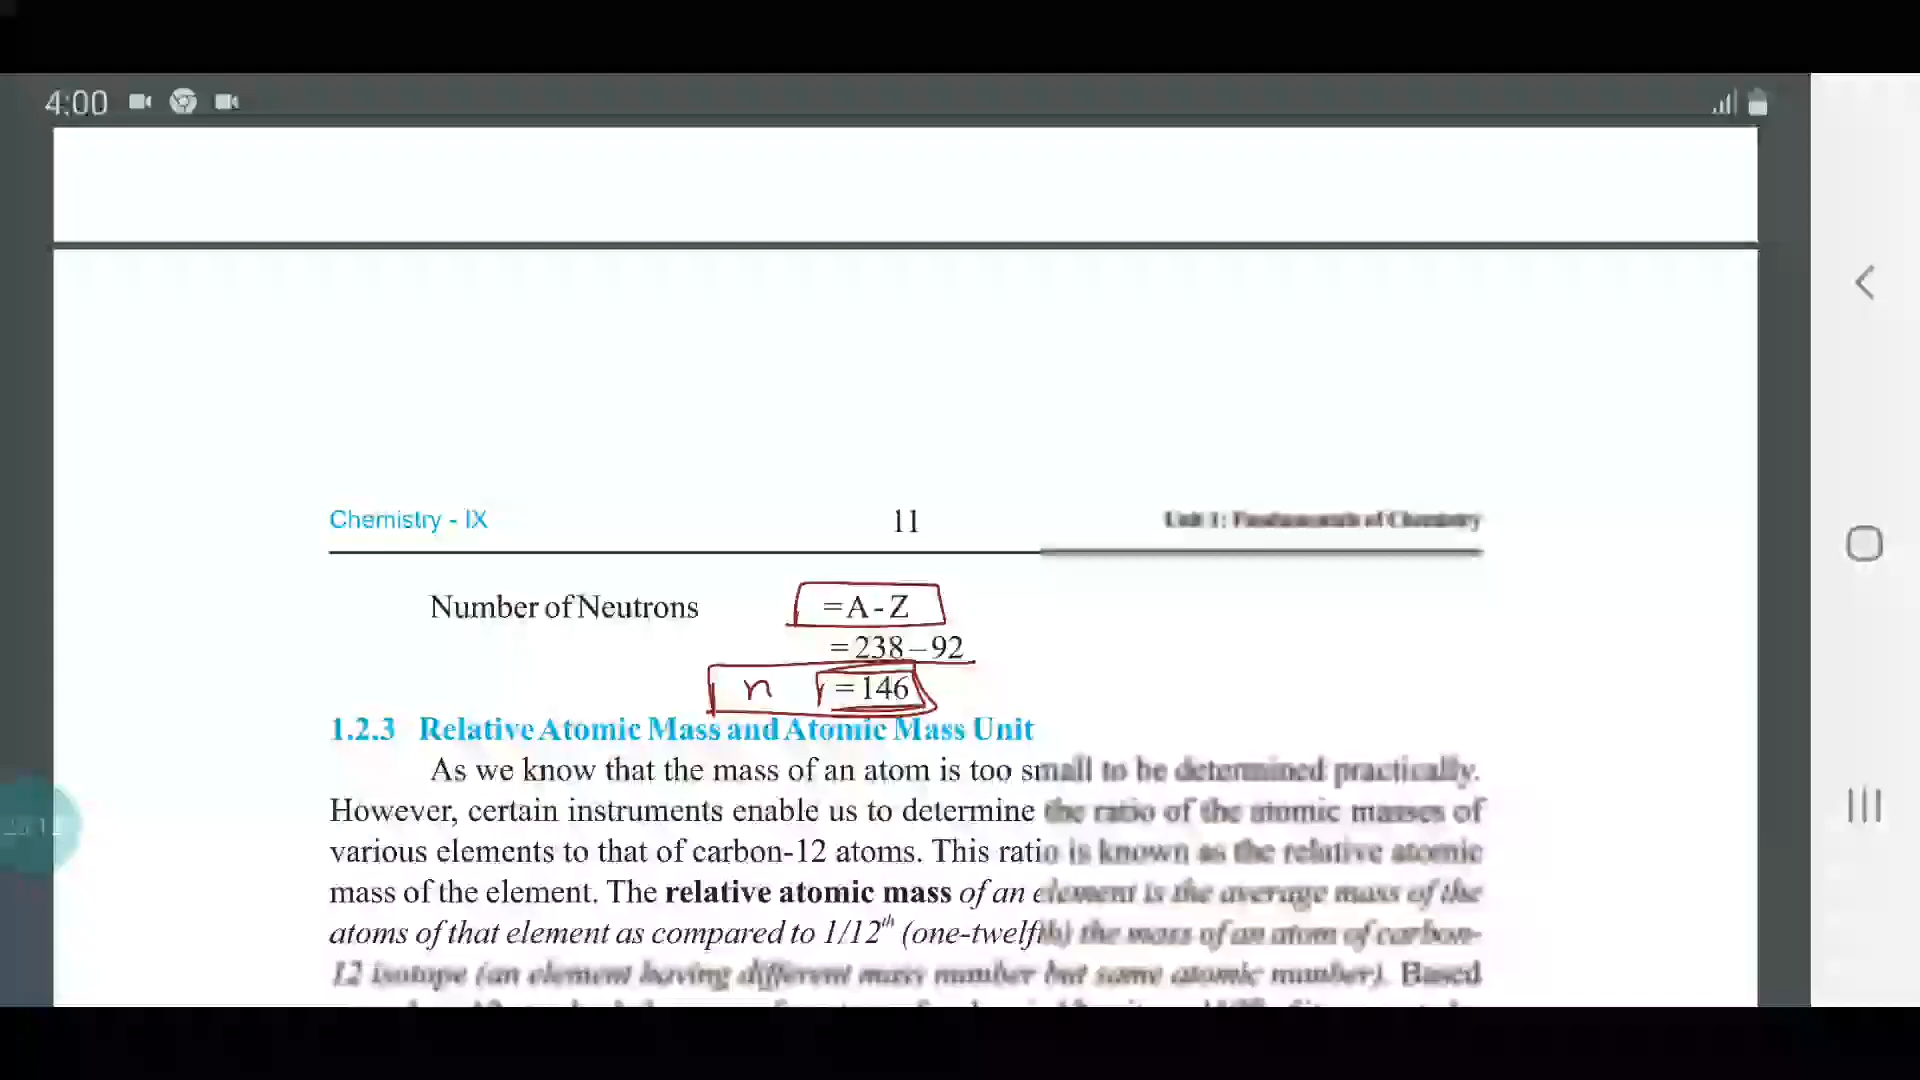 4:00
Chemistry - IX 11 Unit 1: Fundamentals of Chemistry
Number of Neutrons =A-Z
=238-92
n =146
1.2.3 Relative Atomic Mass and Atomic Mass Unit
As we know that the mass of an atom is too small to be determined practically.
However, certain instruments enable us to determine the ratio of the atomic masses of
various elements to that of carbon-12 atoms. This ratio is known as the relative atomic
mass of the element. The relative atomic mass of an element is the average mass of the
atoms of that element as compared to 1/12th (one-twelfth) the mass of an atom of carbon-
12 isotope (an element having different mass number but same atomic number). Based